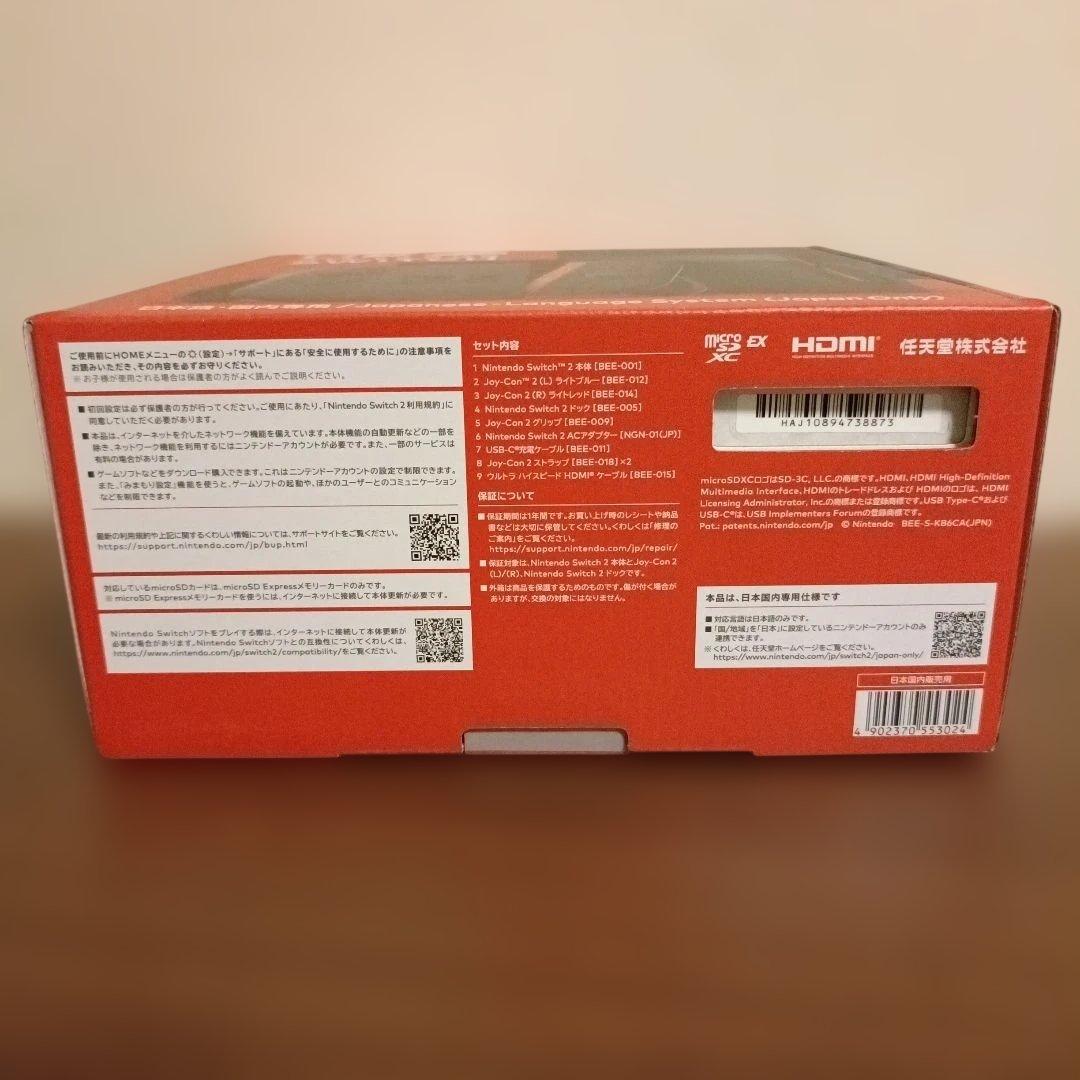 日本語・国内専用 / Japanese-Language System (Japan Only)
ご使用前にHOMEメニューの(設定)→「サポート」にある「安全に使用するために」の注意事項を
お読みいただき、その内容を必ずお守りください。
※お子様が使用される場合は保護者の方がよく読んでご説明ください。
■ 初回設定は必ず保護者の方が行ってください。ご使用にあたり、「Nintendo Switch 2利用規約」に
同意していただく必要があります。
■ 本品は、インターネットを介したネットワーク機能を備えています。本体機能の自動更新などの一部を
除き、ネットワーク機能を利用するにはニンテンドーアカウントが必要です。また、一部のサービスは
有料の場合があります。
■ ゲームソフトなどをダウンロード購入できます。これはニンテンドーアカウントの設定で制限できます。
また、「みまもり設定」機能を使うと、ゲームソフトの起動や、ほかのユーザーとのコミュニケーション
などを制限できます。
最新の利用規約や上記に関するくわしい情報については、サポートサイトをご覧ください。
https://support.nintendo.com/jp/bup.html
対応しているmicroSDカードは、microSD Expressメモリーカードのみです。
※ microSD Expressメモリーカードを使うには、インターネットに接続して本体更新が必要です。
Nintendo Switchソフトをプレイする際は、インターネットに接続して本体更新が
必要な場合があります。Nintendo Switchソフトとの互換性についてくわしくは、
https://www.nintendo.com/jp/switch2/compatibility/をご覧ください。
セット内容
1 Nintendo Switch™ 2 本体 [BEE-001]
2 Joy-Con™ 2 (L) ライトブルー [BEE-012]
3 Joy-Con 2 (R) ライトレッド [BEE-014]
4 Nintendo Switch 2 ドック [BEE-005]
5 Joy-Con 2 グリップ [BEE-009]
6 Nintendo Switch 2 ACアダプター [NGN-01(JP)]
7 USB-C®充電ケーブル [BEE-011]
8 Joy-Con 2 ストラップ [BEE-018]×2
9 ウルトラ ハイスピード HDMI® ケーブル [BEE-015]
保証について
■ 保証期間は1年間です。お買い上げ時のレシートや納品
書などは大切に保管してください。くわしくは「修理の
ご案内」をご覧ください。
https://support.nintendo.com/jp/repair/
■ 保証対象は、Nintendo Switch 2 本体とJoy-Con 2
(L)/(R)、Nintendo Switch 2 ドックです。
■ 外箱は商品を保護するためのものです。傷が付く場合が
ありますが、交換の対象にはなりません。
micro SD XC EX
HDMI®
HIGH-DEFINITION MULTIMEDIA INTERFACE
任天堂株式会社
HAJ10894738873
microSDXCロゴはSD-3C, LLC.の商標です。HDMI、HDMI High-Definition
Multimedia Interface、HDMIのトレードドレスおよび HDMIのロゴは、HDMI
Licensing Administrator, Inc.の商標または登録商標です。USB Type-C®および
USB-C®は、USB Implementers Forumの登録商標です。
Pat.: patents.nintendo.com/jp © Nintendo BEE-S-KB6CA(JPN)
本品は、日本国内専用仕様です
■ 対応言語は日本語のみです。
■ 「国/地域」を「日本」に設定しているニンテンドーアカウントのみ
連携できます。
※ くわしくは、任天堂ホームページをご覧ください。
https://www.nintendo.com/jp/switch2/japan-only/
日本国内販売用
4 902370 553024